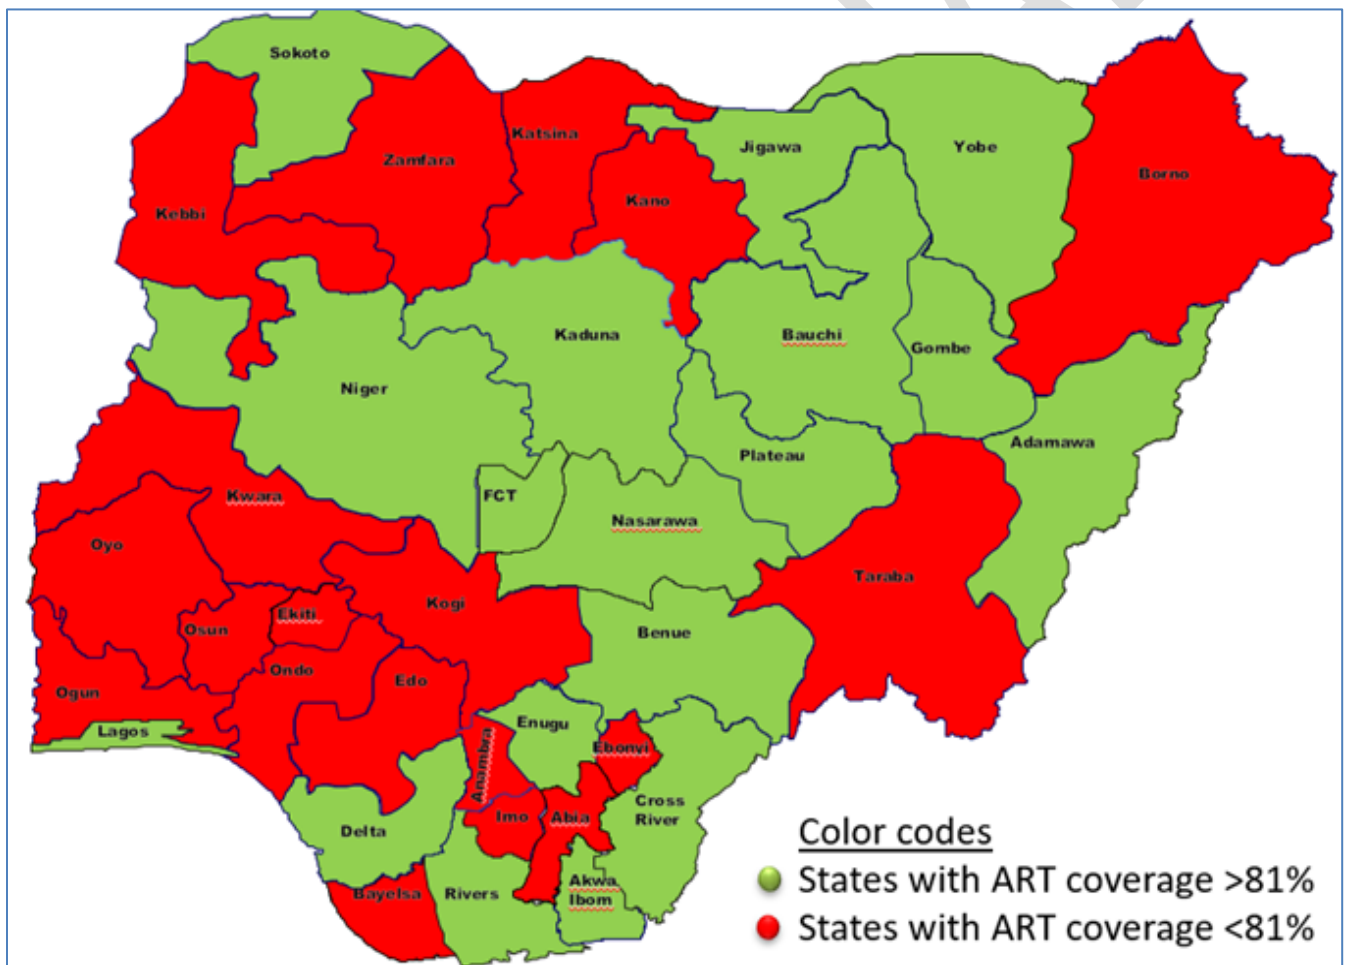 Sokoto
Katsina
Zamfara
Jigawa
Yobe
Borno
Kebbi
Kano
Kaduna
Bauchi
Gombe
Niger
Adamawa
Plateau
FCT
Kwara
Nasarawa
Oyo
Taraba
Kogi
Ekiti
Osun
Benue
Ondo
Edo
Ogun
Enugu
Lagos
Ebonyi
Anambra
Cross
River
Imo
Abia
Delta
Akwa
Ibom
Bayelsa
Rivers
Color codes
States with ART coverage >81%
States with ART coverage <81%